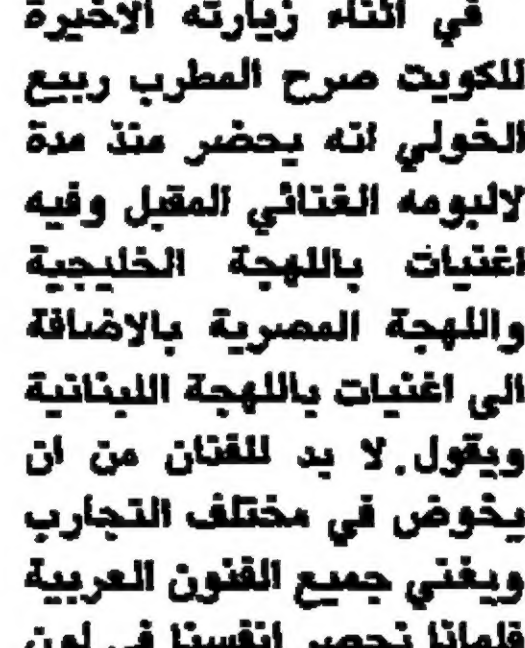 في اثناء زيارته الاخيرة
للكويت صرح المطرب ربيع
الخولي انه يحضر منذ مدة
لالبومه الغنائي المقبل وفيه
اغنيات باللهجة الخليجية
واللهجة المصرية بالاضافة
الى اغنيات باللهجة اللبنانية
ويقول. لا بد للفنان من ان
يخوض في مختلف التجارب
ويغني جميع الفنون العربية
فلماذا نحصر انفسنا في لون